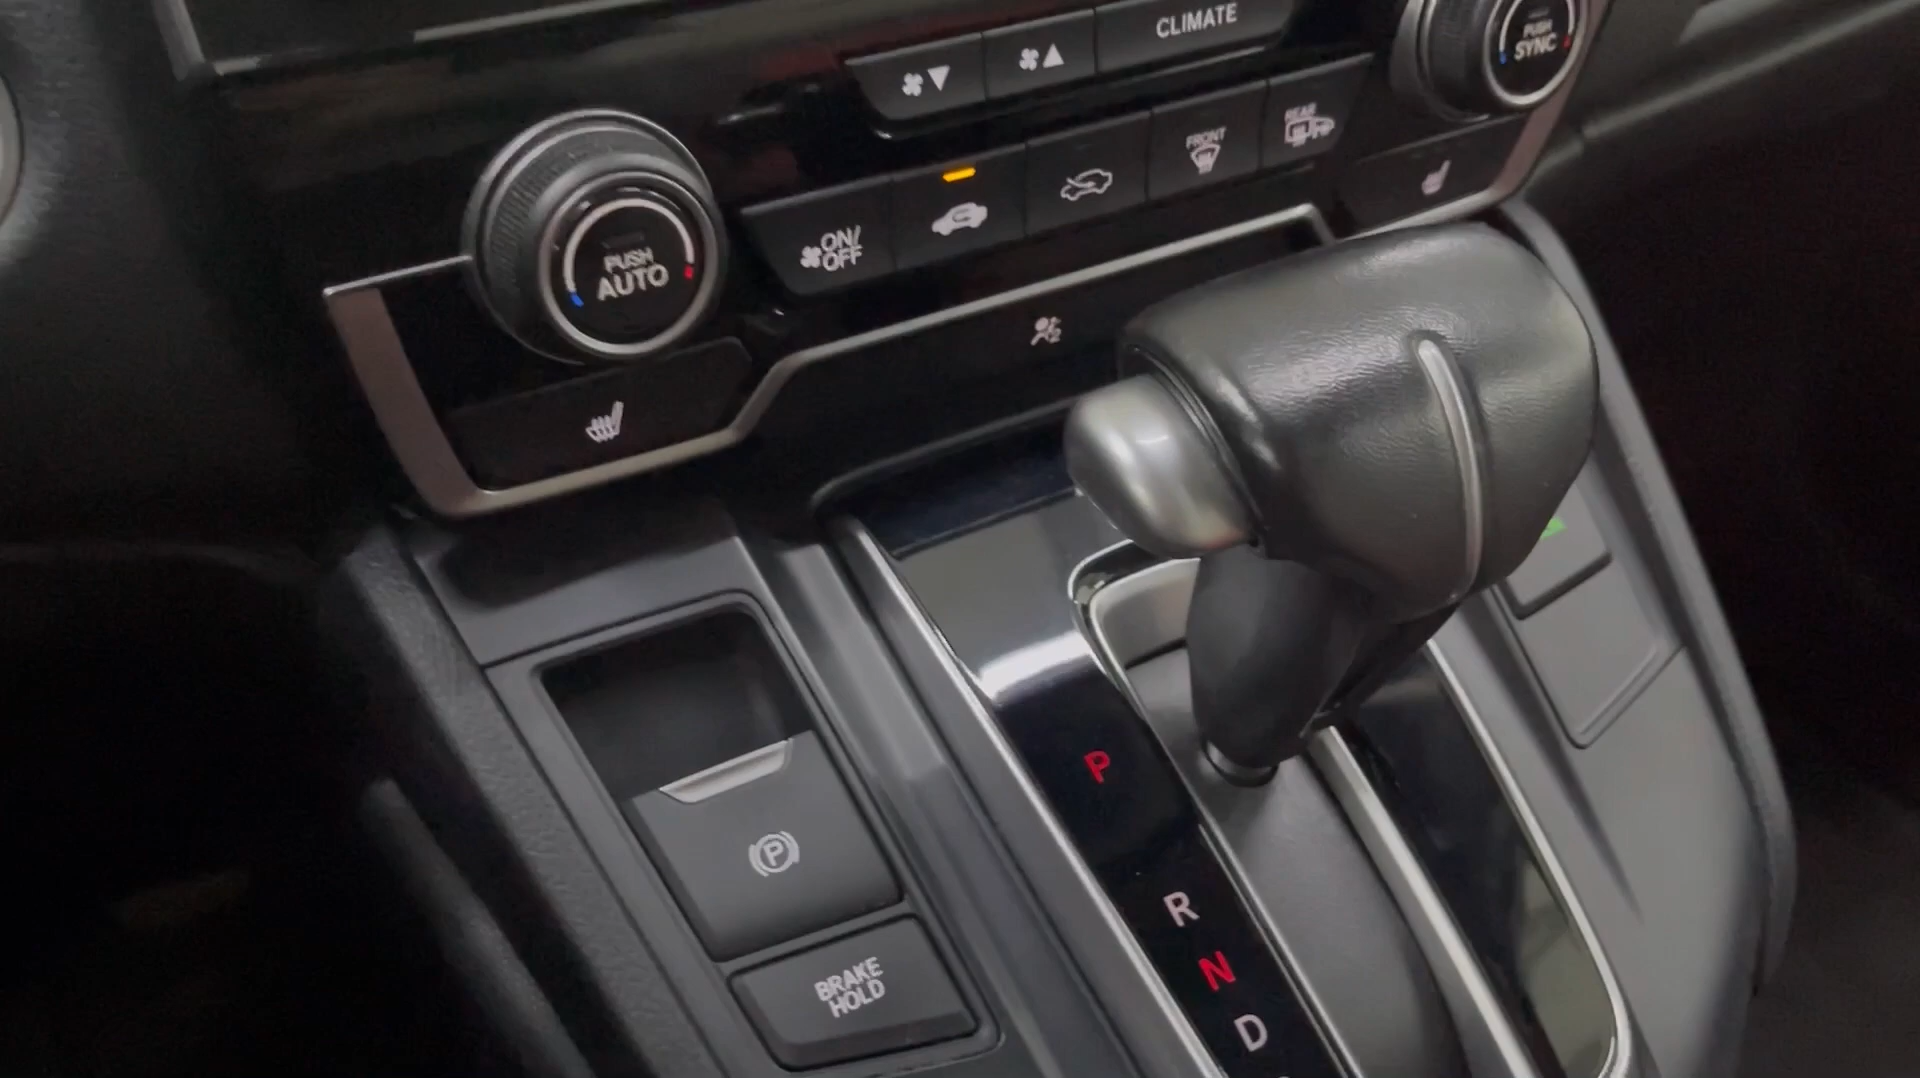 CLIMATE
PUSH
SYNC
FRONT
REAR
ON/
OFF
PUSH
AUTO
P
P
R
N
D
BRAKE
HOLD